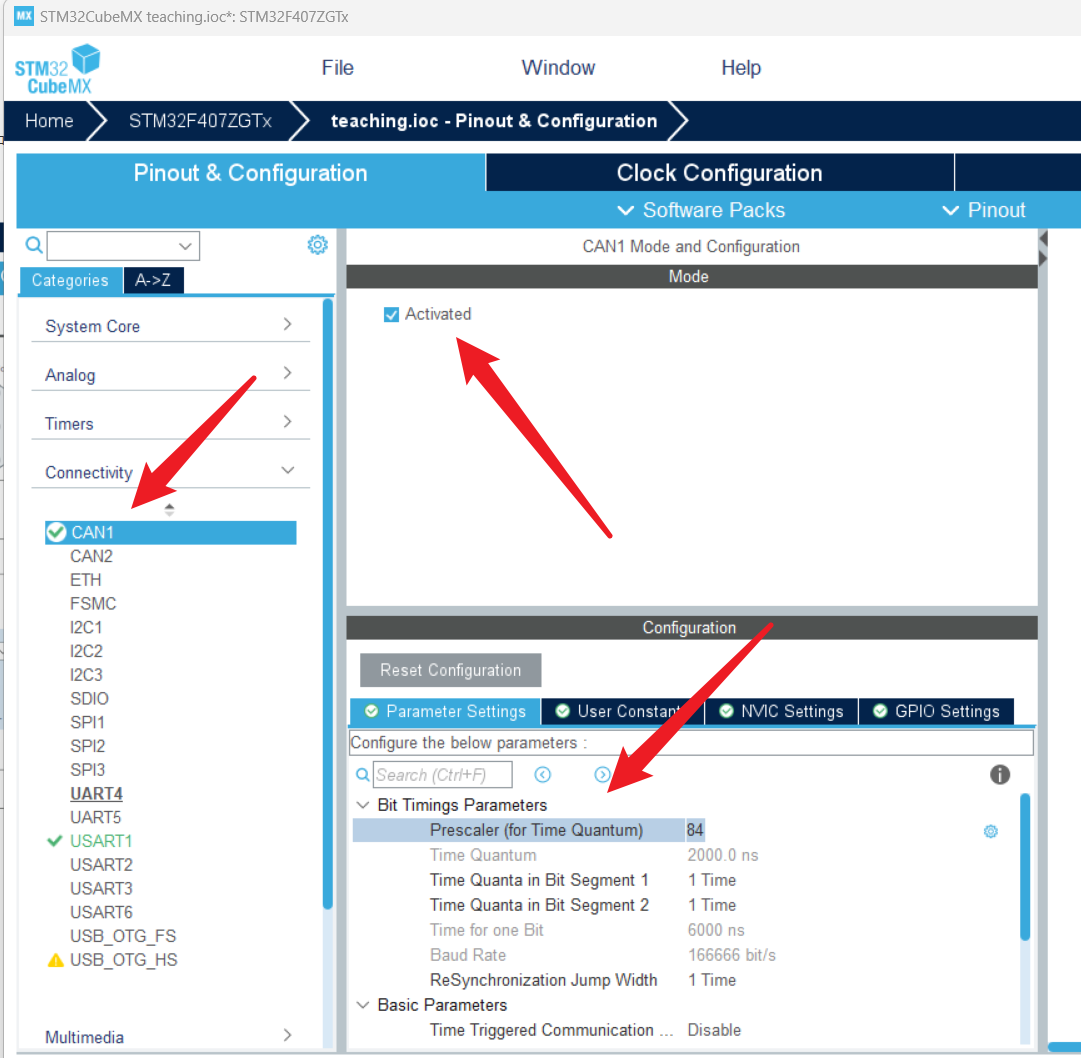 MX STM32CubeMX teaching.ioc*: STM32F407ZGTx
STM32
CubeMX
File
Window
Help
Home
STM32F407ZGTx
teaching.ioc - Pinout & Configuration
Pinout & Configuration
Clock Configuration
Software Packs
Pinout
Categories
A->Z
System Core
Analog
Timers
Connectivity
CAN1
CAN2
ETH
FSMC
I2C1
I2C2
I2C3
SDIO
SPI1
SPI2
SPI3
UART4
UART5
USART1
USART2
USART3
USART6
USB_OTG_FS
USB_OTG_HS
Multimedia
CAN1 Mode and Configuration
Mode
Activated
Configuration
Reset Configuration
Parameter Settings
User Constant
NVIC Settings
GPIO Settings
Configure the below parameters :
Search (Ctrl+F)
Bit Timings Parameters
Prescaler (for Time Quantum) 84
Time Quantum 2000.0 ns
Time Quanta in Bit Segment 1 1 Time
Time Quanta in Bit Segment 2 1 Time
Time for one Bit 6000 ns
Baud Rate 166666 bit/s
ReSynchronization Jump Width 1 Time
Basic Parameters
Time Triggered Communication ... Disable